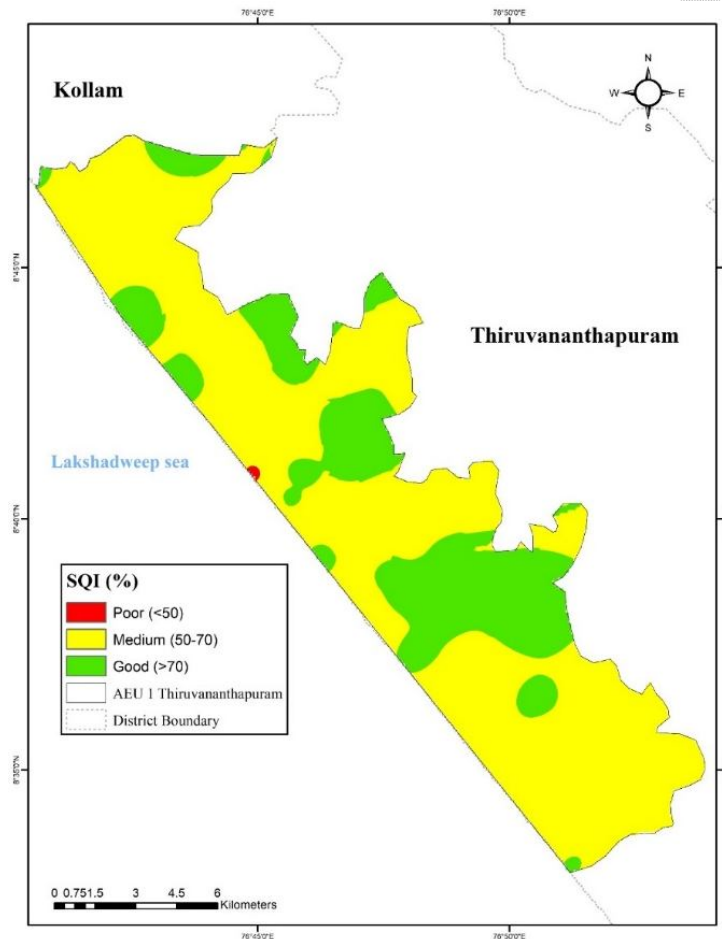 76°45'0"E
76°50'0"E
N
W
E
S
Kollam
8°45'0"N
Thiruvananthapuram
Lakshadweep sea
8°40'0"N
SQI (%)
Poor (<50)
Medium (50-70)
Good (>70)
AEU 1 Thiruvananthapuram
District Boundary
8°35'0"N
0 0.75 1.5 3 4.5 6
Kilometers
76°45'0"E
76°50'0"E